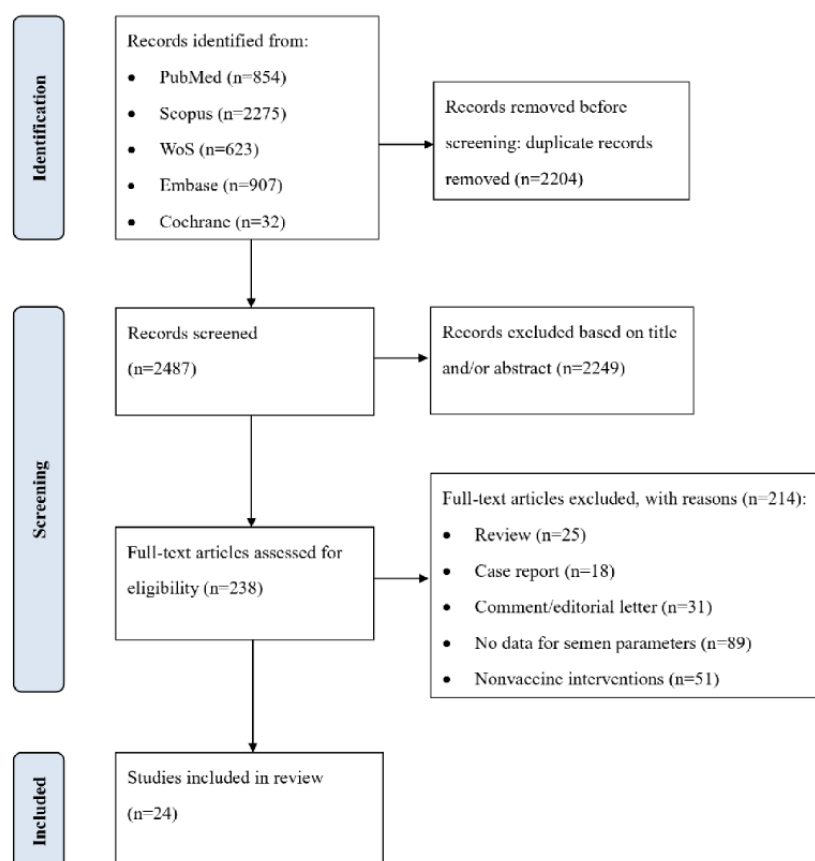 Identification
Records identified from:
• PubMed (n=854)
• Scopus (n=2275)
• WoS (n=623)
• Embase (n=907)
• Cochrane (n=32)
Records removed before
screening: duplicate records
removed (n=2204)
Screening
Records screened
(n=2487)
Records excluded based on title
and/or abstract (n=2249)
Full-text articles assessed for
eligibility (n=238)
Full-text articles excluded, with reasons (n=214):
• Review (n=25)
• Case report (n=18)
• Comment/editorial letter (n=31)
• No data for semen parameters (n=89)
• Nonvaccine interventions (n=51)
Included
Studies included in review
(n=24)